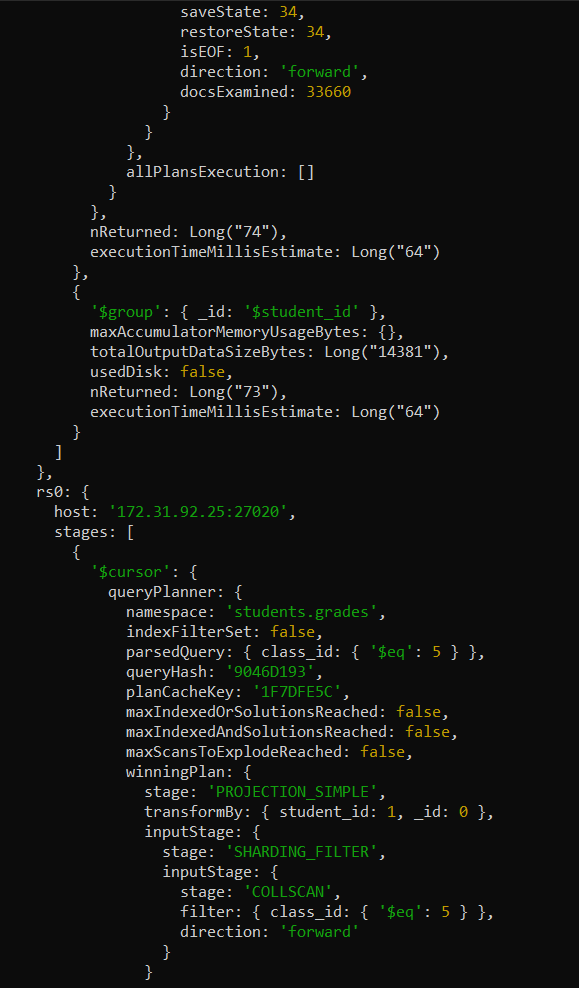 saveState: 34,
restoreState: 34,
isEOF: 1,
direction: 'forward',
docsExamined: 33660
}
}
},
allPlansExecution: []
}
},
nReturned: Long("74"),
executionTimeMillisEstimate: Long("64")
},
{
'$group': { _id: '$student_id' },
maxAccumulatorMemoryUsageBytes: {},
totalOutputDataSizeBytes: Long("14381"),
usedDisk: false,
nReturned: Long("73"),
executionTimeMillisEstimate: Long("64")
}
]
},
rs0: {
host: '172.31.92.25:27020',
stages: [
{
'$cursor': {
queryPlanner: {
namespace: 'students.grades',
indexFilterSet: false,
parsedQuery: { class_id: { '$eq': 5 } },
queryHash: '9046D193',
planCacheKey: '1F7DFE5C',
maxIndexedOrSolutionsReached: false,
maxIndexedAndSolutionsReached: false,
maxScansToExplodeReached: false,
winningPlan: {
stage: 'PROJECTION_SIMPLE',
transformBy: { student_id: 1, _id: 0 },
inputStage: {
stage: 'SHARDING_FILTER',
inputStage: {
stage: 'COLLSCAN',
filter: { class_id: { '$eq': 5 } },
direction: 'forward'
}
}